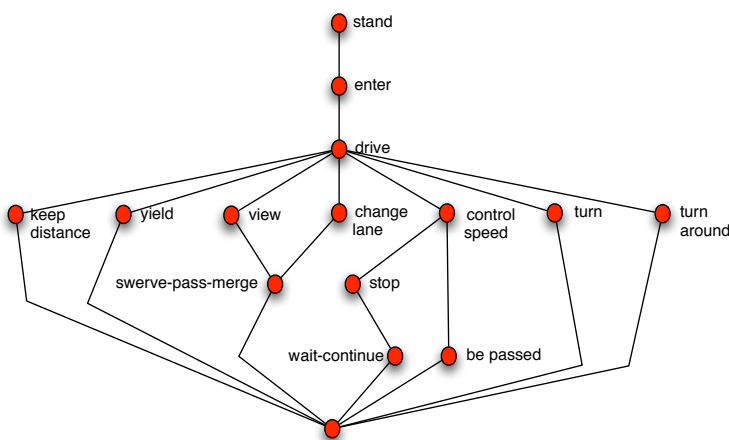 stand
enter
drive
keep
distance
yield
view
change
lane
control
speed
turn
turn
around
swerve-pass-merge
stop
wait-continue
be passed